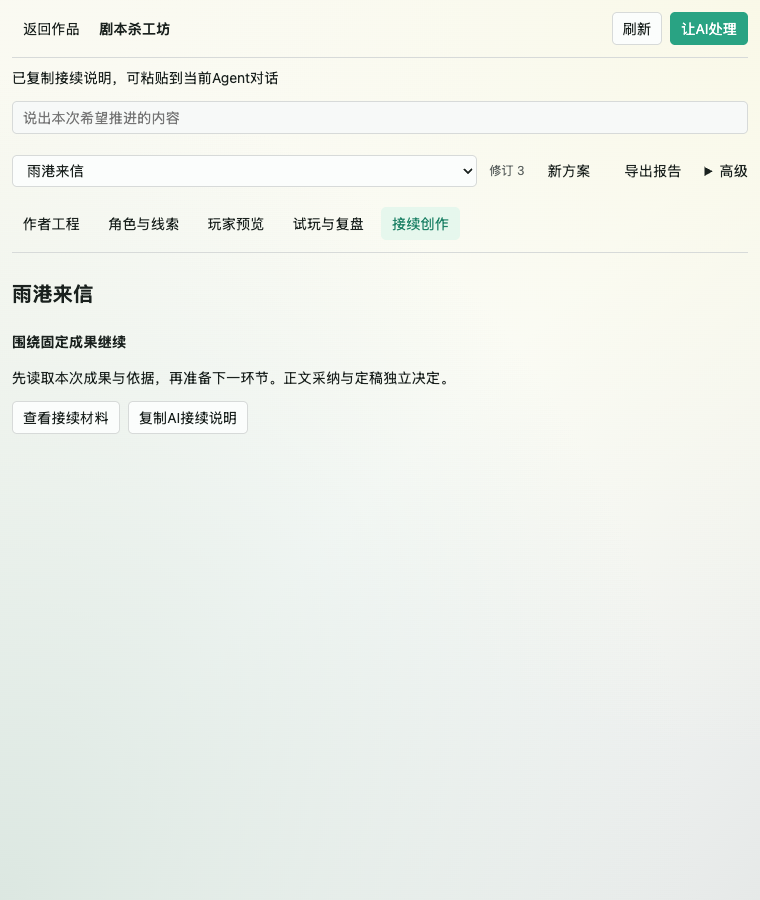 返回作品 剧本杀工坊 刷新 让AI处理
已复制接续说明，可粘贴到当前Agent对话
说出本次希望推进的内容
雨港来信 修订 3 新方案 导出报告 ▶ 高级
作者工程 角色与线索 玩家预览 试玩与复盘 接续创作
雨港来信
围绕固定成果继续
先读取本次成果与依据，再准备下一环节。正文采纳与定稿独立决定。
查看接续材料 复制AI接续说明